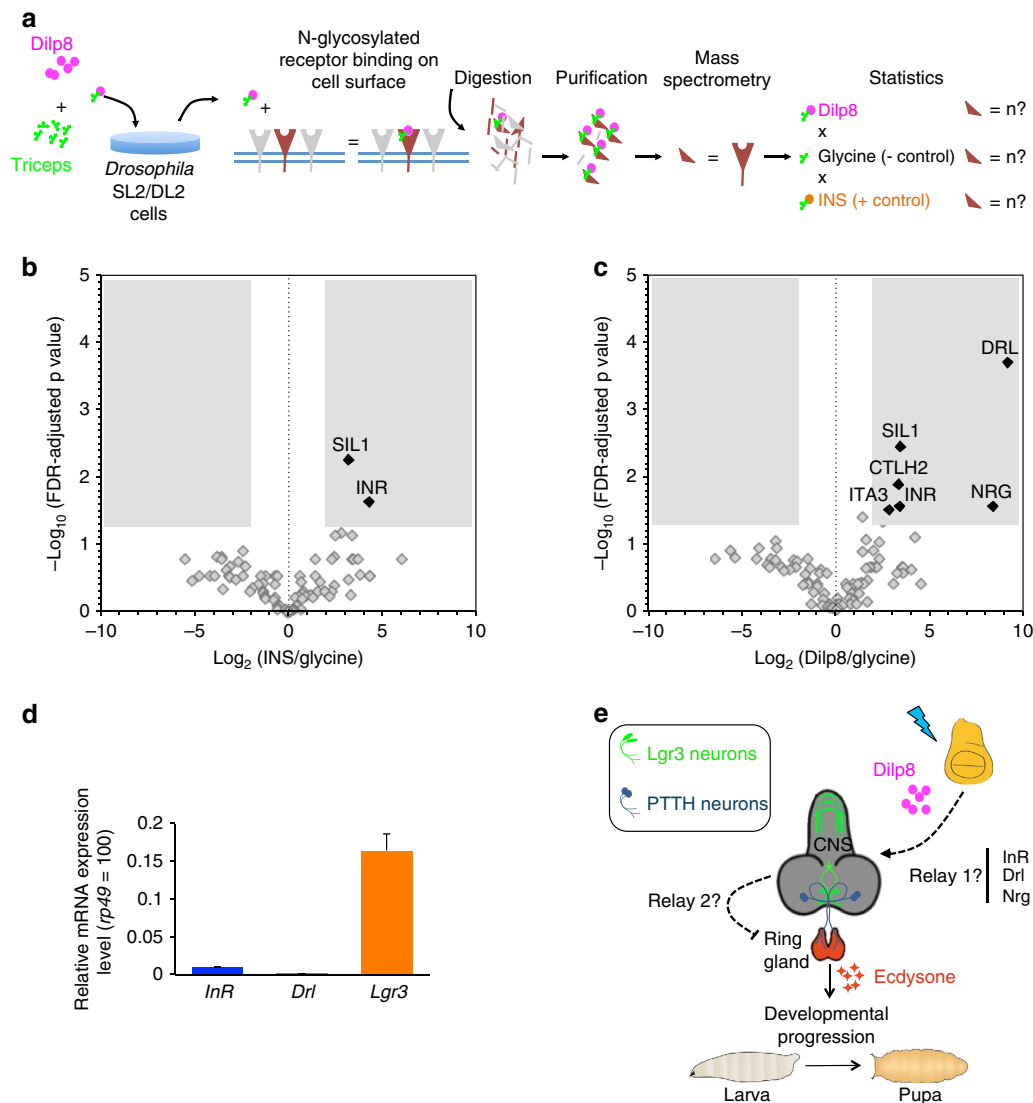 a
Dilp8
+
Triceps
Drosophila
SL2/DL2
cells
N-glycosylated
receptor binding on
cell surface
+
=
Digestion
Purification
Mass
spectrometry
=
Statistics
Dilp8
= n?
x
Glycine (- control)
= n?
x
INS (+ control)
= n?
b
5
4
3
2
1
0
−10
−5
0
5
10
−Log10 (FDR-adjusted p value)
Log2 (INS/glycine)
SIL1
INR
c
5
4
3
2
1
0
−10
−5
0
5
10
−Log10 (FDR-adjusted p value)
Log2 (Dilp8/glycine)
DRL
SIL1
CTLH2
ITA3
INR
NRG
d
Relative mRNA expression
level (rp49 = 100)
0.2
0.15
0.1
0.05
0
InR
Drl
Lgr3
e
Lgr3 neurons
PTTH neurons
Dilp8
CNS
Relay 1?
InR
Drl
Nrg
Relay 2?
Ring
gland
Ecdysone
Developmental
progression
Larva
Pupa